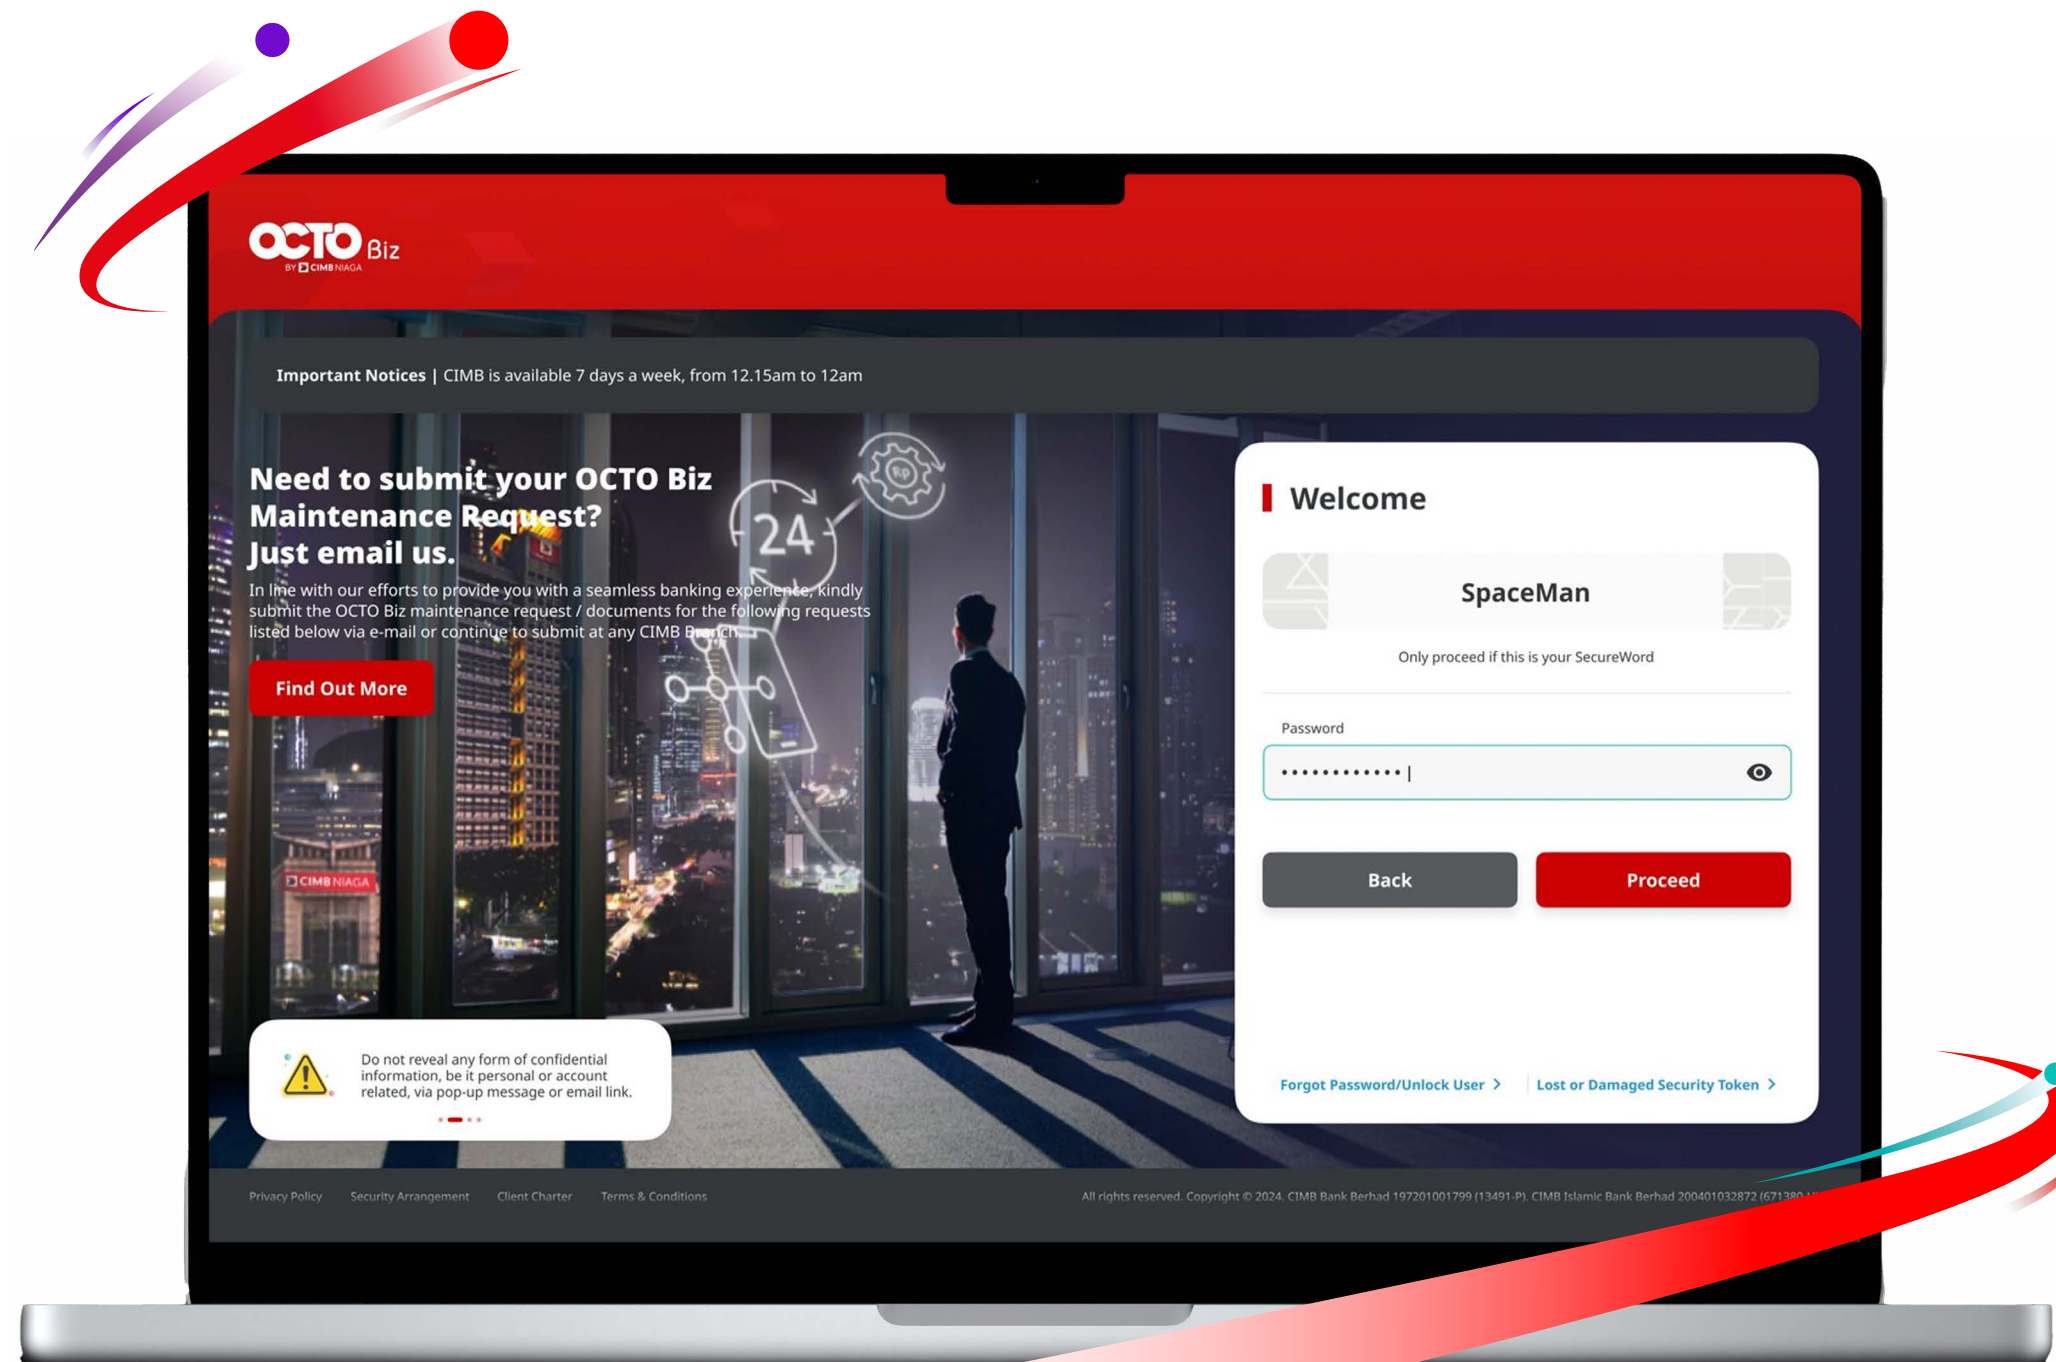 OCTO Biz
BY CIMB NIAGA
Important Notices | CIMB is available 7 days a week, from 12.15am to 12am
Need to submit your OCTO Biz
Maintenance Request?
Just email us.
In line with our efforts to provide you with a seamless banking experience, kindly
submit the OCTO Biz maintenance request / documents for the following requests
listed below via e-mail or continue to submit at any CIMB Branch.
Find Out More
24
RP
CIMB NIAGA
Do not reveal any form of confidential
information, be it personal or account
related, via pop-up message or email link.
Welcome
SpaceMan
Only proceed if this is your SecureWord
Password
Back
Proceed
Forgot Password/Unlock User
Lost or Damaged Security Token
Privacy Policy
Security Arrangement
Client Charter
Terms & Conditions
All rights reserved. Copyright © 2024. CIMB Bank Berhad 197201001799 (13491-P). CIMB Islamic Bank Berhad 200401032872